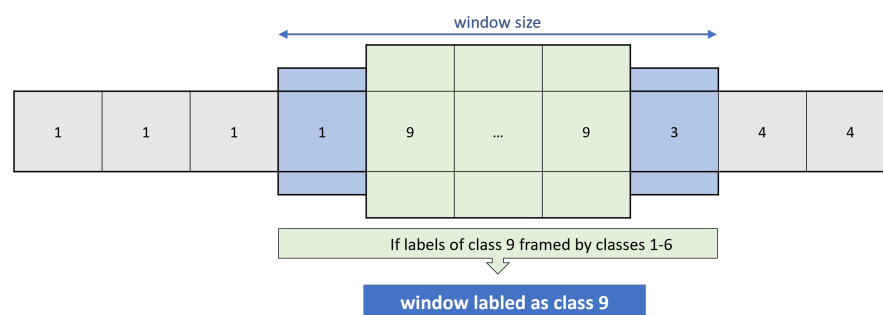 window size
1 1 1 1 9 ... 9 3 4 4
If labels of class 9 framed by classes 1-6
window labled as class 9